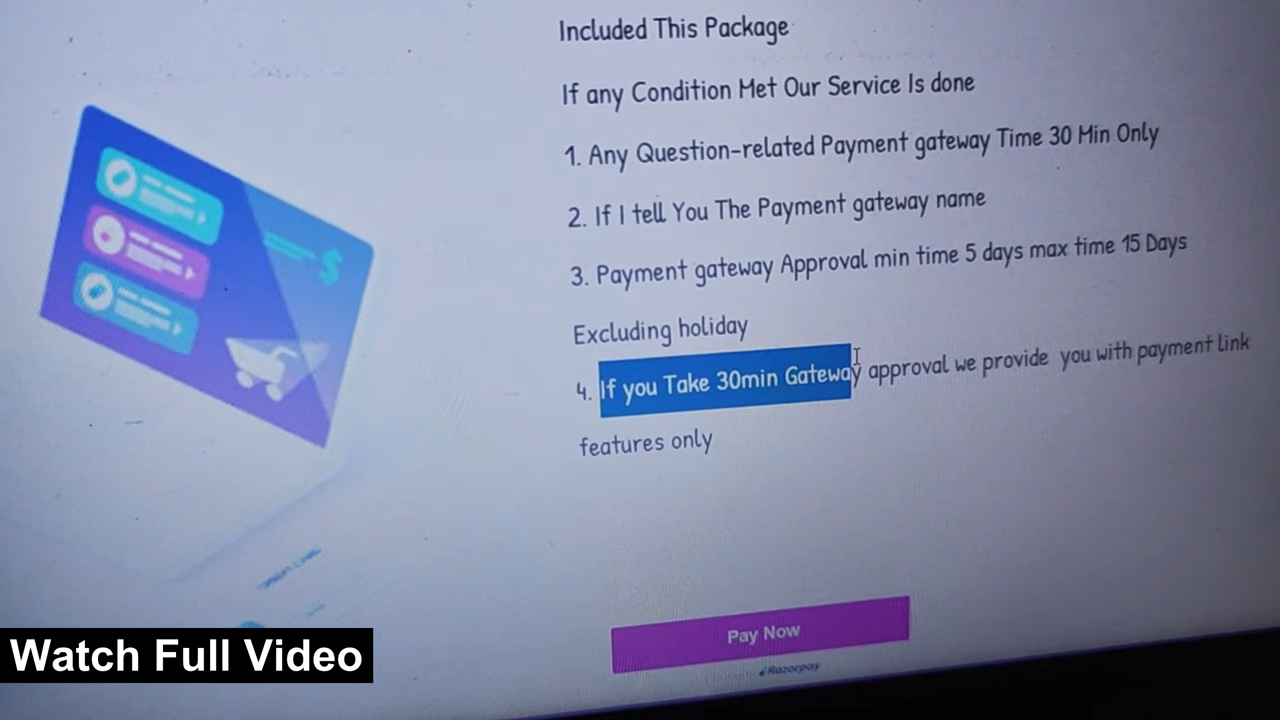 Included This Package
If any Condition Met Our Service Is done
1. Any Question-related Payment gateway Time 30 Min Only
2. If I tell You The Payment gateway name
3. Payment gateway Approval min time 5 days max time 15 Days
Excluding holiday
4. If you Take 30min Gateway approval we provide you with payment link
features only
Pay Now
Razorpay
Watch Full Video